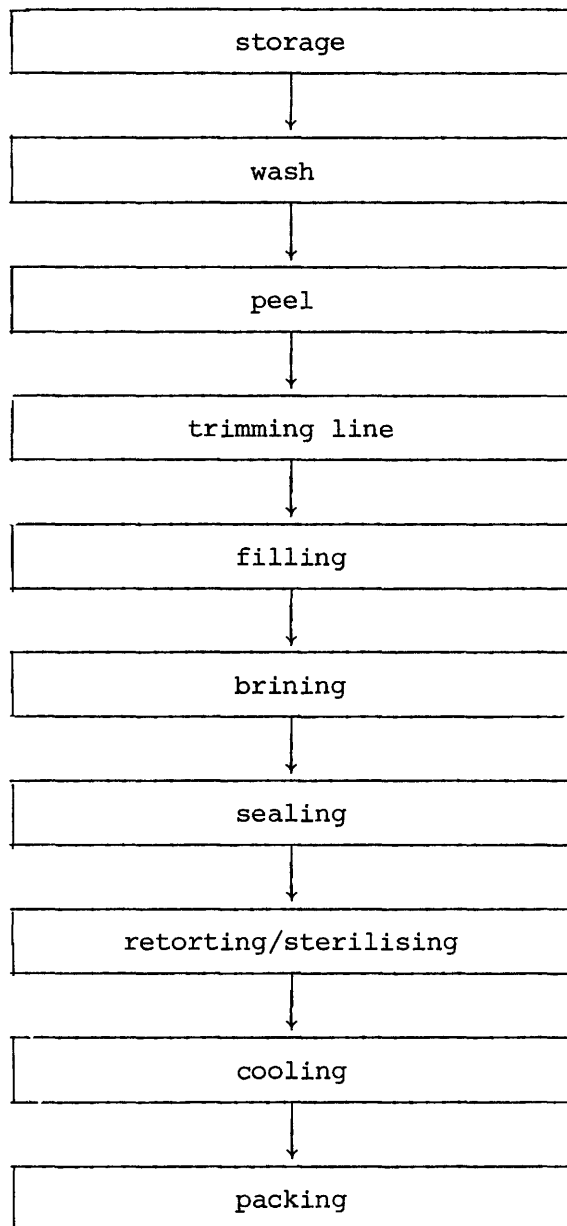 storage
wash
peel
trimming line
filling
brining
sealing
retorting/sterilising
cooling
packing